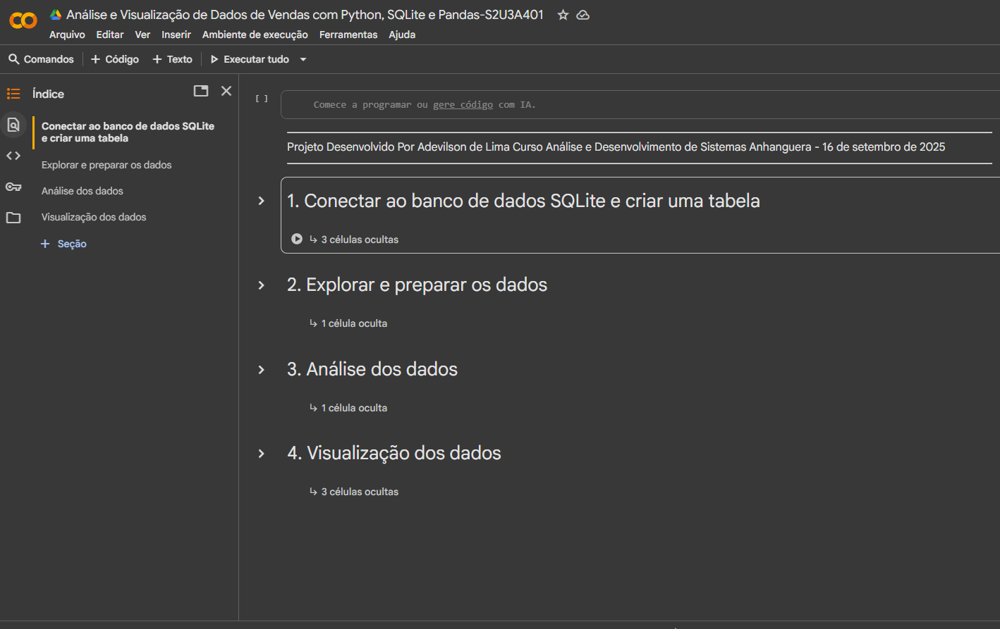 Análise e Visualização de Dados de Vendas com Python, SQLite e Pandas-S2U3A401
Arquivo Editar Ver Inserir Ambiente de execução Ferramentas Ajuda
Comandos + Código + Texto Executar tudo
Índice
Conectar ao banco de dados SQLite
e criar uma tabela
Explorar e preparar os dados
Análise dos dados
Visualização dos dados
+ Seção
[ ]
Comece a programar ou gere código com IA.
Projeto Desenvolvido Por Adevilson de Lima Curso Análise e Desenvolvimento de Sistemas Anhanguera - 16 de setembro de 2025
1. Conectar ao banco de dados SQLite e criar uma tabela
↳ 3 células ocultas
2. Explorar e preparar os dados
↳ 1 célula oculta
3. Análise dos dados
↳ 1 célula oculta
4. Visualização dos dados
↳ 3 células ocultas